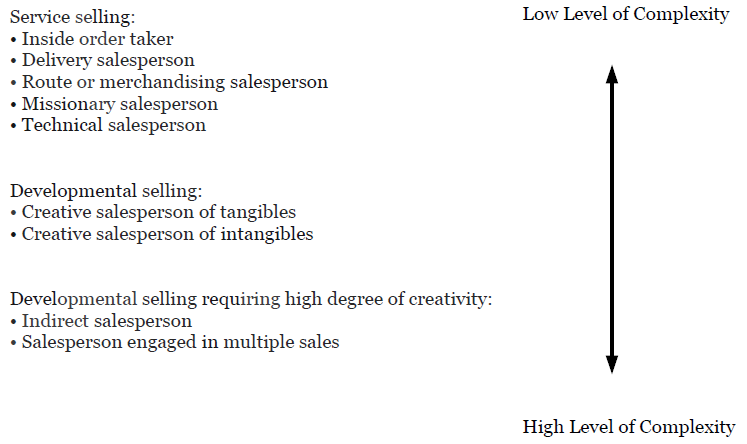 Service selling:
• Inside order taker
• Delivery salesperson
• Route or merchandising salesperson
• Missionary salesperson
• Technical salesperson
Developmental selling:
• Creative salesperson of tangibles
• Creative salesperson of intangibles
Developmental selling requiring high degree of creativity:
• Indirect salesperson
• Salesperson engaged in multiple sales
Low Level of Complexity
High Level of Complexity